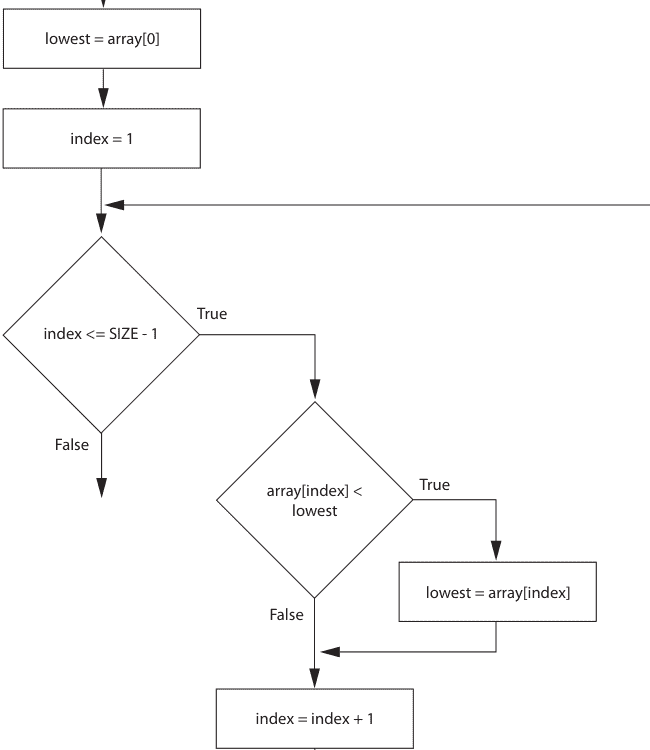 lowest = array[0]
index = 1
True
index <= SIZE - 1
False
True
array[index] <
lowest
lowest = array[index]
False
index = index + 1